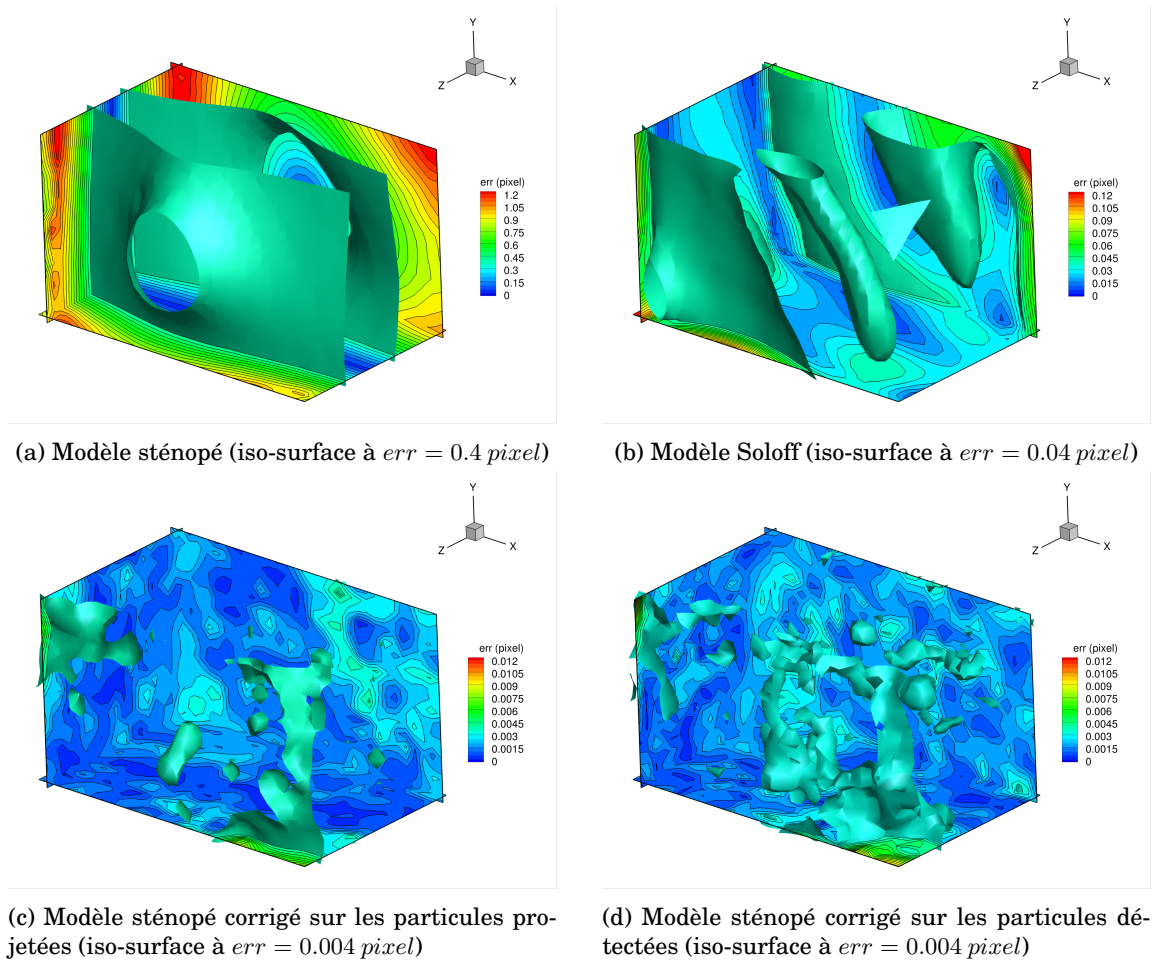 Y
Z
X
err (pixel)
1.2
1.05
0.9
0.75
0.6
0.45
0.3
0.15
0
Y
Z
X
err (pixel)
0.12
0.105
0.09
0.075
0.06
0.045
0.03
0.015
0
(a) Modèle sténopé (iso-surface à err = 0.4 pixel)
(b) Modèle Soloff (iso-surface à err = 0.04 pixel)
Y
Z
X
err (pixel)
0.012
0.0105
0.009
0.0075
0.006
0.0045
0.003
0.0015
0
Y
Z
X
err (pixel)
0.012
0.0105
0.009
0.0075
0.006
0.0045
0.003
0.0015
0
(c) Modèle sténopé corrigé sur les particules pro-
jetées (iso-surface à err = 0.004 pixel)
(d) Modèle sténopé corrigé sur les particules dé-
tectées (iso-surface à err = 0.004 pixel)